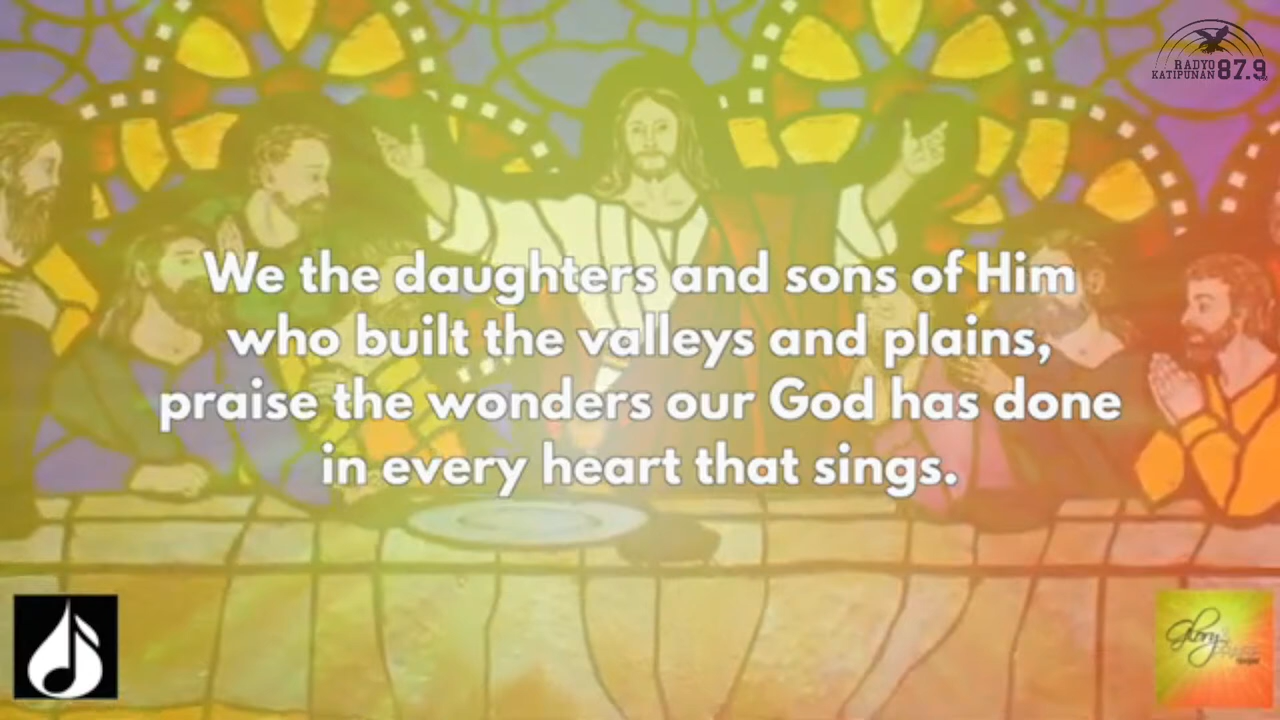 RADYO
KATIPUNAN 87.9
We the daughters and sons of Him
who built the valleys and plains,
praise the wonders our God has done
in every heart that sings.
Glory